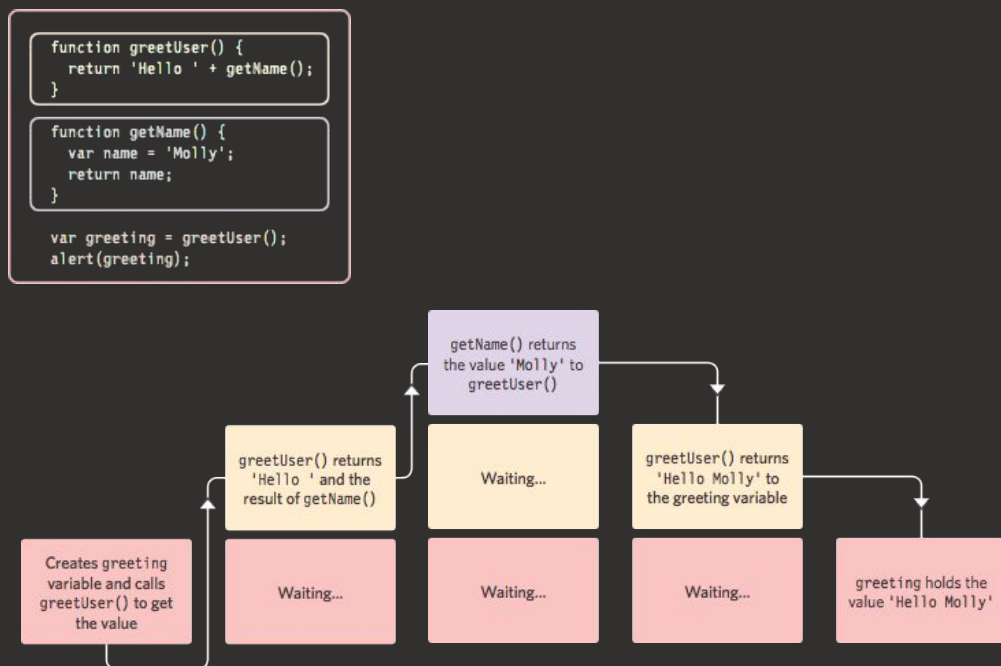 function greetUser() {
return 'Hello ' + getName();
}
function getName() {
var name = 'Molly';
return name;
}
var greeting = greetUser();
alert(greeting);
getName() returns
the value 'Molly' to
greetUser()
greetUser() returns
'Hello ' and the
result of getName()
Waiting...
greetUser() returns
'Hello Molly' to
the greeting variable
Creates greeting
variable and calls
greetUser() to get
the value
Waiting...
Waiting...
Waiting...
greeting holds the
value 'Hello Molly'